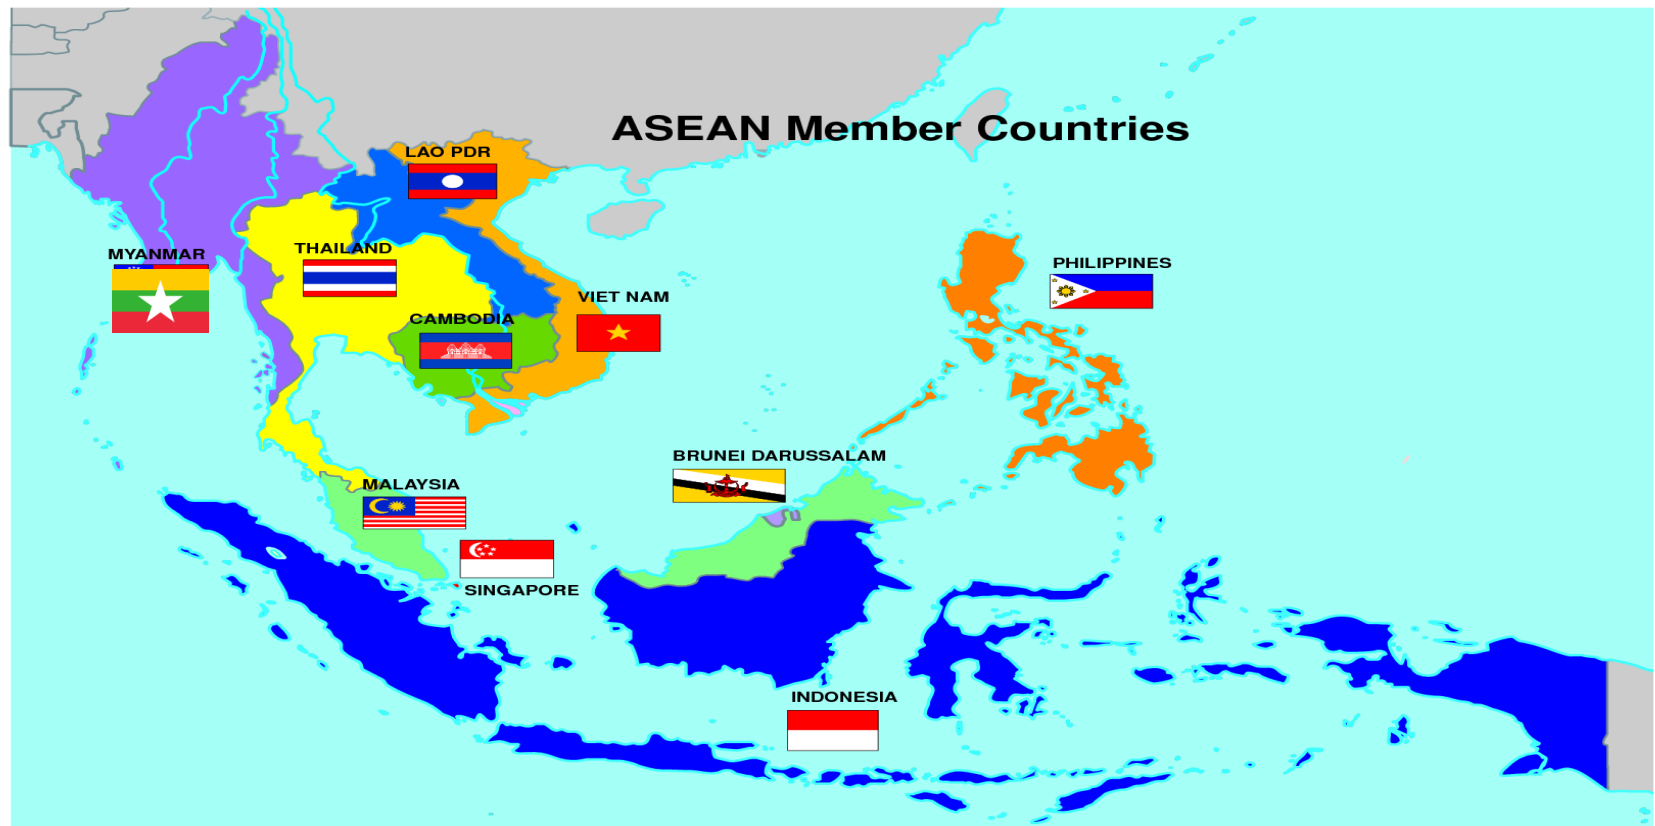 ASEAN Member Countries
LAO PDR
MYANMAR
THAILAND
PHILIPPINES
VIET NAM
CAMBODIA
BRUNEI DARUSSALAM
MALAYSIA
SINGAPORE
INDONESIA